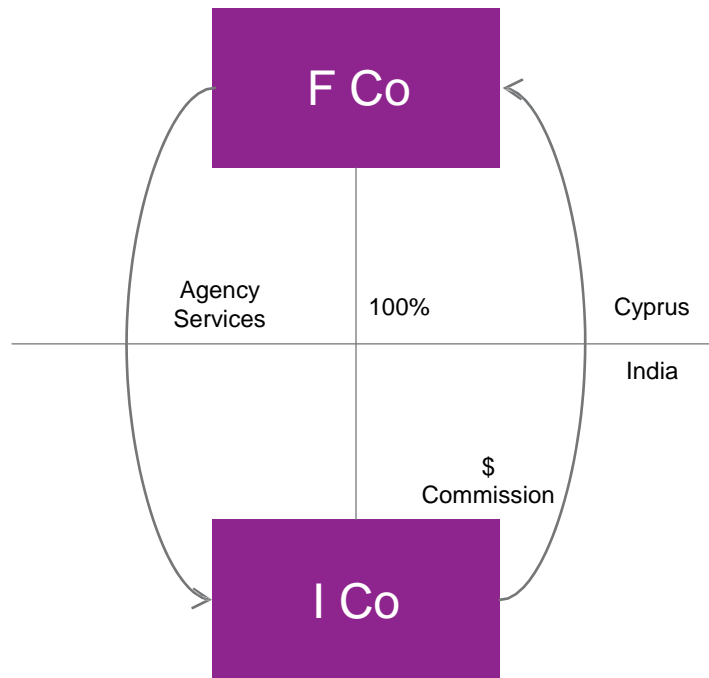 F Co
Agency
Services
100%
Cyprus
India
$
Commission
I Co